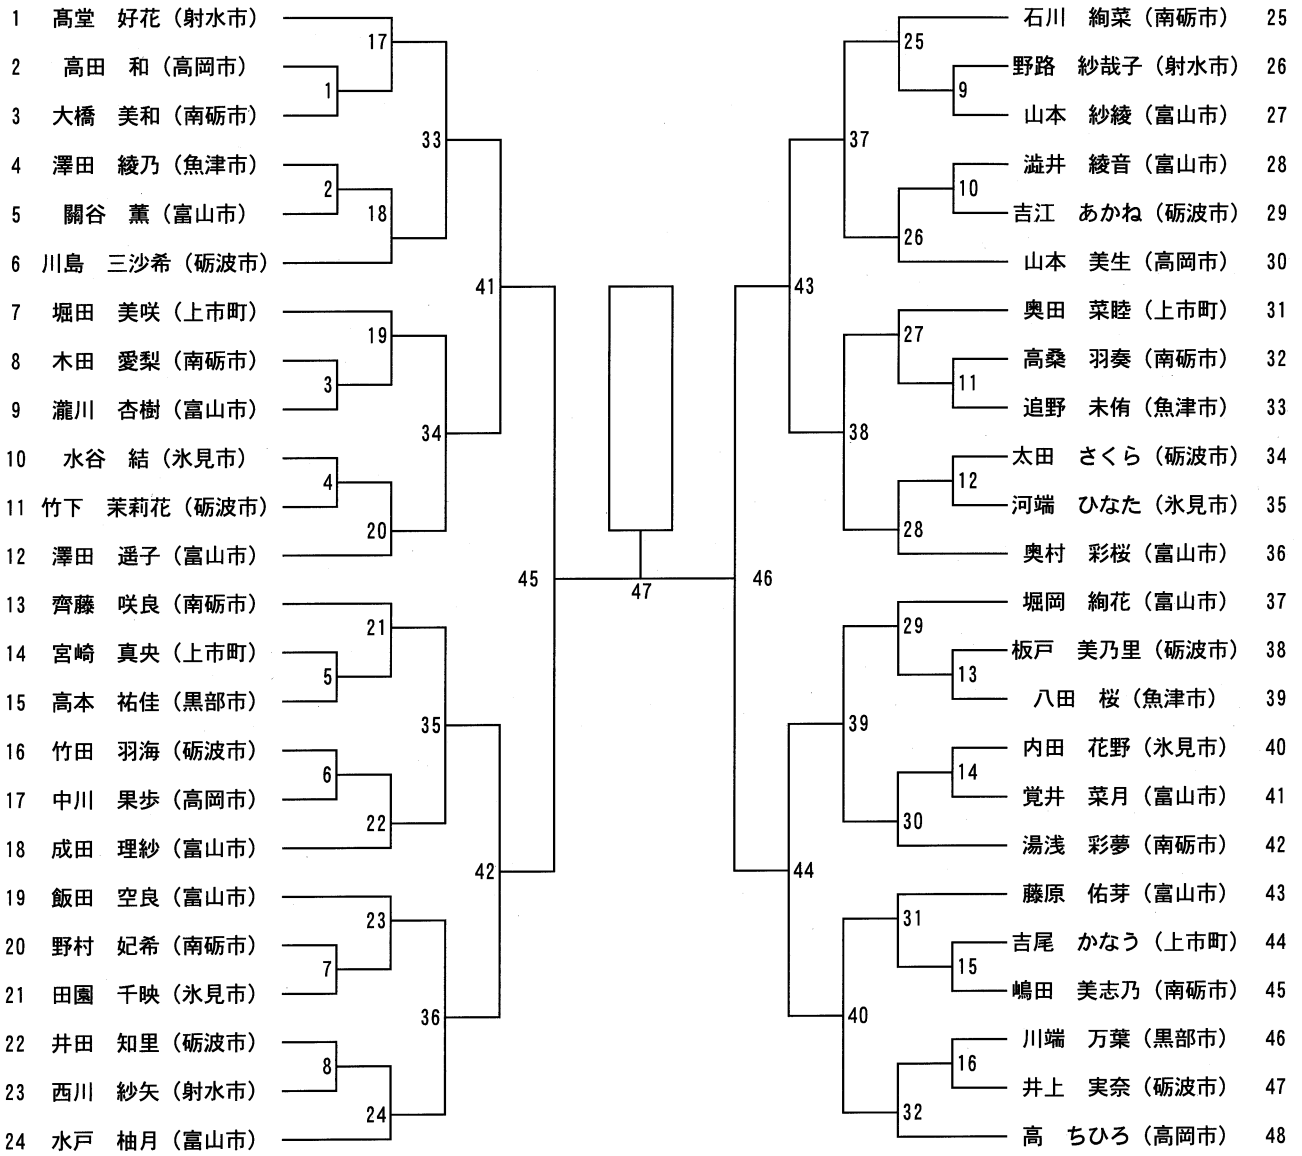 1 髙堂 好花（射水市）
2 高田 和（高岡市）
3 大橋 美和（南砺市）
4 澤田 綾乃（魚津市）
5 關谷 薫（富山市）
6 川島 三沙希（砺波市）
7 堀田 美咲（上市町）
8 木田 愛梨（南砺市）
9 瀧川 杏樹（富山市）
10 水谷 結（氷見市）
11 竹下 茉莉花（砺波市）
12 澤田 遥子（富山市）
13 齊藤 咲良（南砺市）
14 宮崎 真央（上市町）
15 高本 祐佳（黒部市）
16 竹田 羽海（砺波市）
17 中川 果歩（高岡市）
18 成田 理紗（富山市）
19 飯田 空良（富山市）
20 野村 妃希（南砺市）
21 田園 千映（氷見市）
22 井田 知里（砺波市）
23 西川 紗矢（射水市）
24 水戸 柚月（富山市）
17
1
2
18
19
3
4
20
21
5
6
22
23
7
8
24
33
34
35
36
41
42
45
47
46
43
44
37
38
39
40
25
9
10
26
27
11
12
28
29
13
14
30
31
15
16
32
石川 絢菜（南砺市） 25
野路 紗哉子（射水市） 26
山本 紗綾（富山市） 27
澁井 綾音（富山市） 28
吉江 あかね（砺波市） 29
山本 美生（高岡市） 30
奥田 菜睦（上市町） 31
高桑 羽奏（南砺市） 32
追野 未侑（魚津市） 33
太田 さくら（砺波市） 34
河端 ひなた（氷見市） 35
奥村 彩桜（富山市） 36
堀岡 絢花（富山市） 37
板戸 美乃里（砺波市） 38
八田 桜（魚津市） 39
内田 花野（氷見市） 40
覚井 菜月（富山市） 41
湯浅 彩夢（南砺市） 42
藤原 佑芽（富山市） 43
吉尾 かなう（上市町） 44
嶋田 美志乃（南砺市） 45
川端 万葉（黒部市） 46
井上 実奈（砺波市） 47
高 ちひろ（高岡市） 48